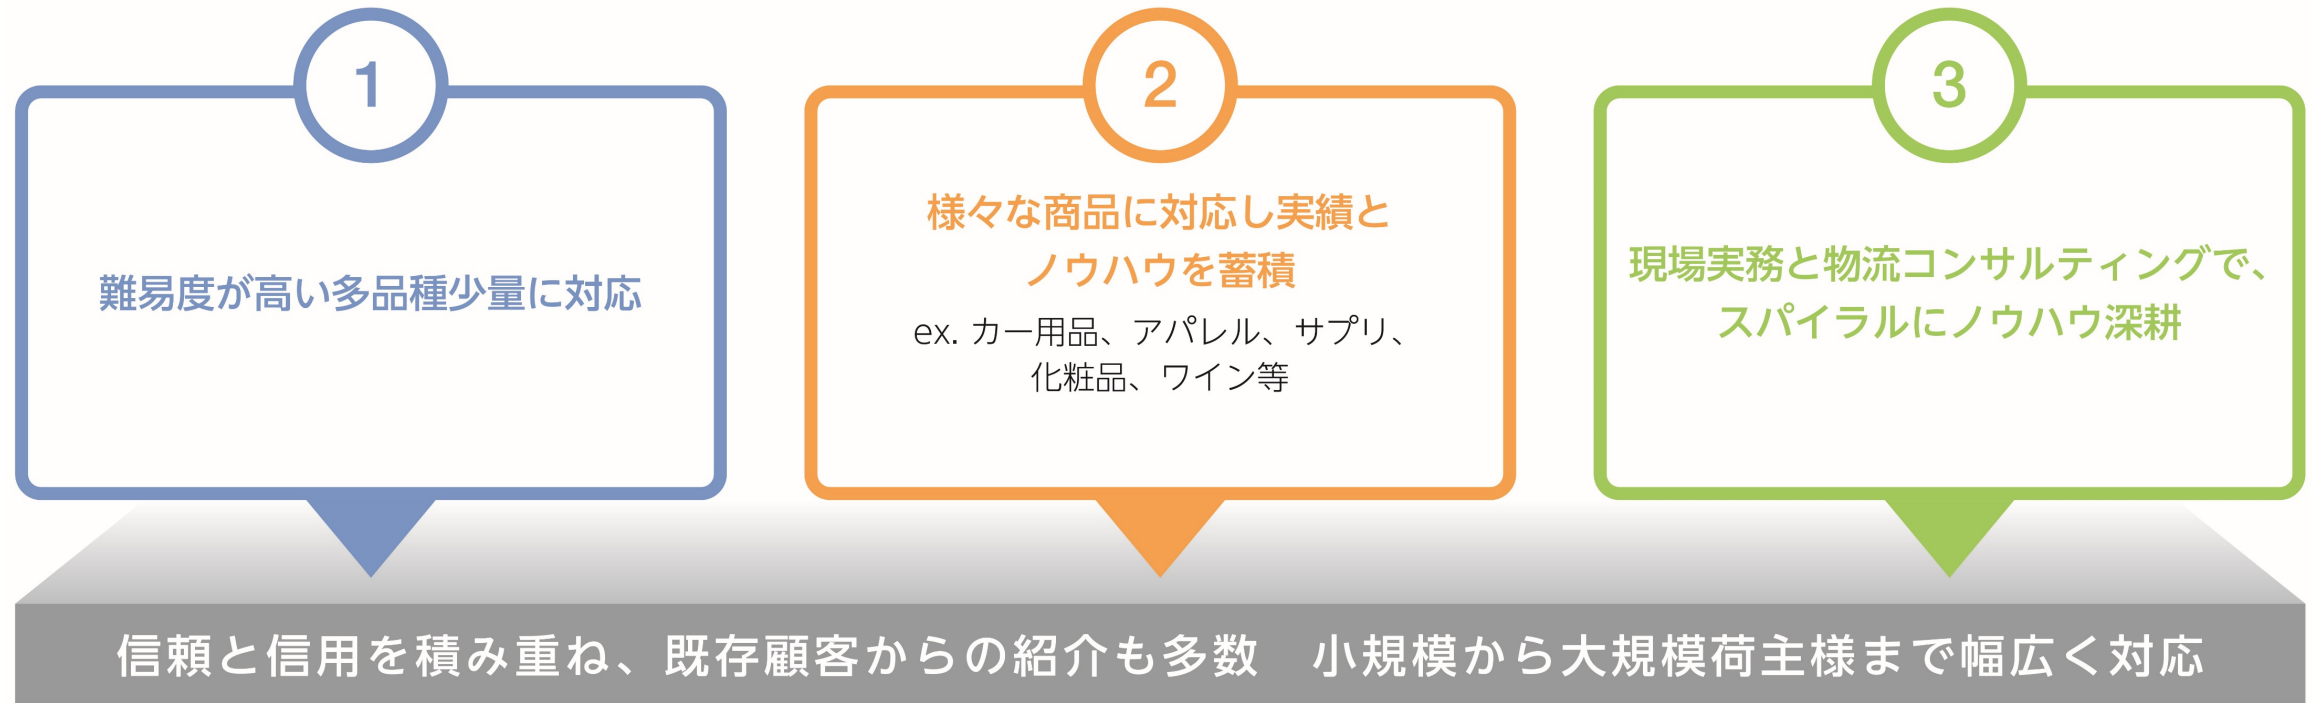 1
難易度が高い多品種少量に対応
2
様々な商品に対応し実績と
ノウハウを蓄積
ex. カー用品、アパレル、サプリ、
化粧品、ワイン等
3
現場実務と物流コンサルティングで、
スパイラルにノウハウ深耕
信頼と信用を積み重ね、既存顧客からの紹介も多数　小規模から大規模荷主様まで幅広く対応